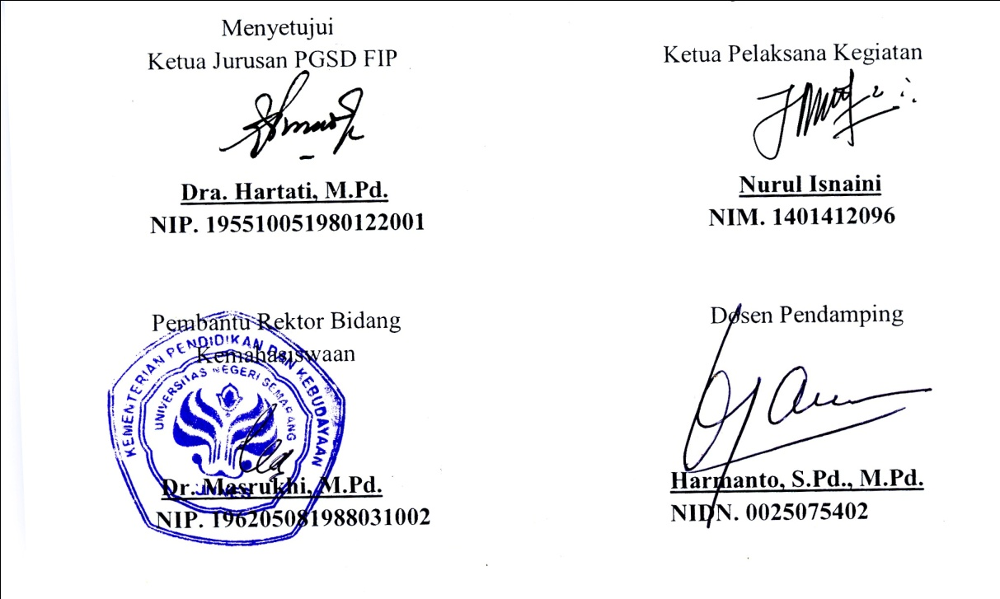 Menyetujui
Ketua Jurusan PGSD FIP
Dra. Hartati, M.Pd.
NIP. 195510051980122001
Ketua Pelaksana Kegiatan
Nurul Isnaini
NIM. 1401412096
Pembantu Rektor Bidang
Kemahasiswaan
KEMENTERIAN PENDIDIKAN DAN KEBUDAYAAN
UNIVERSITAS NEGERI SEMARANG
UNNES
Dr. Masrukhi, M.Pd.
NIP. 196205081988031002
Dosen Pendamping
Harmanto, S.Pd., M.Pd.
NIDN. 0025075402